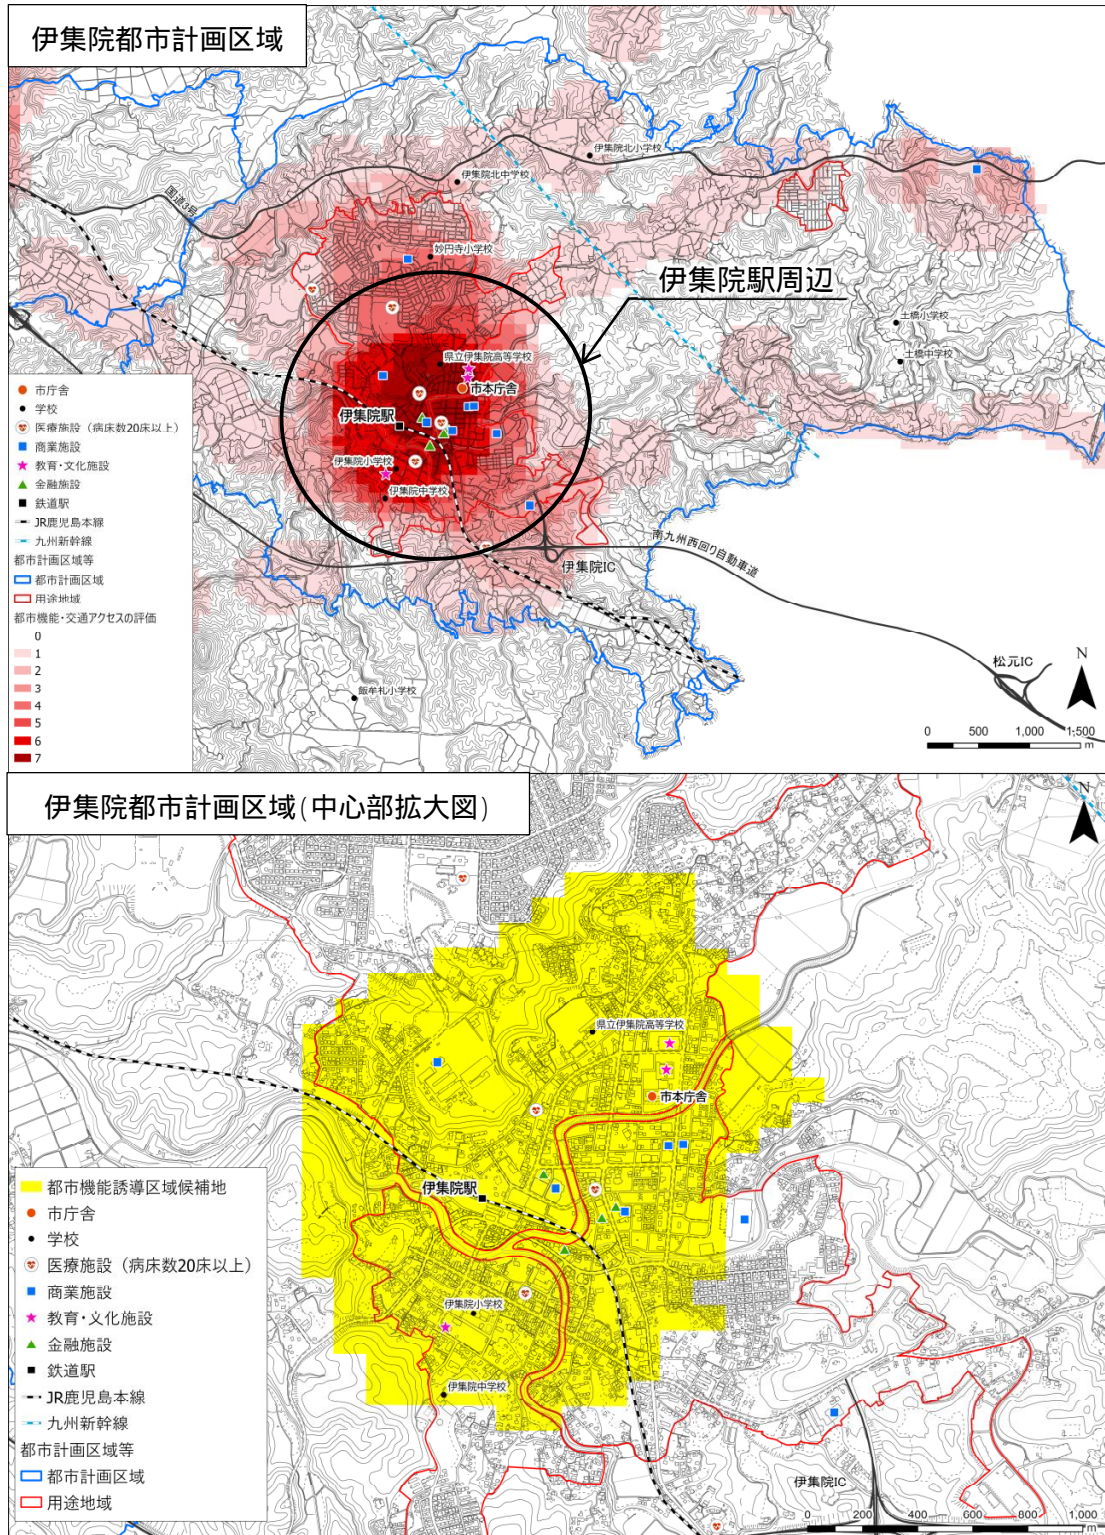 伊集院都市計画区域
伊集院北小学校
伊集院北中学校
国道3号
妙円寺小学校
伊集院駅周辺
土橋小学校
土橋中学校
県立伊集院高等学校
市本庁舎
伊集院駅
伊集院小学校
伊集院中学校
南九州西回り自動車道
伊集院IC
松元IC
飯牟礼小学校
市庁舎
学校
医療施設（病床数20床以上）
商業施設
教育・文化施設
金融施設
鉄道駅
JR鹿児島本線
九州新幹線
都市計画区域等
都市計画区域
用途地域
都市機能・交通アクセスの評価
0
1
2
3
4
5
6
7
N
0 500 1,000 1,500
m
伊集院都市計画区域(中心部拡大図)
N
県立伊集院高等学校
市本庁舎
伊集院駅
伊集院小学校
伊集院中学校
伊集院IC
都市機能誘導区域候補地
市庁舎
学校
医療施設（病床数20床以上）
商業施設
教育・文化施設
金融施設
鉄道駅
JR鹿児島本線
九州新幹線
都市計画区域等
都市計画区域
用途地域
0 200 400 600 800 1,000
m